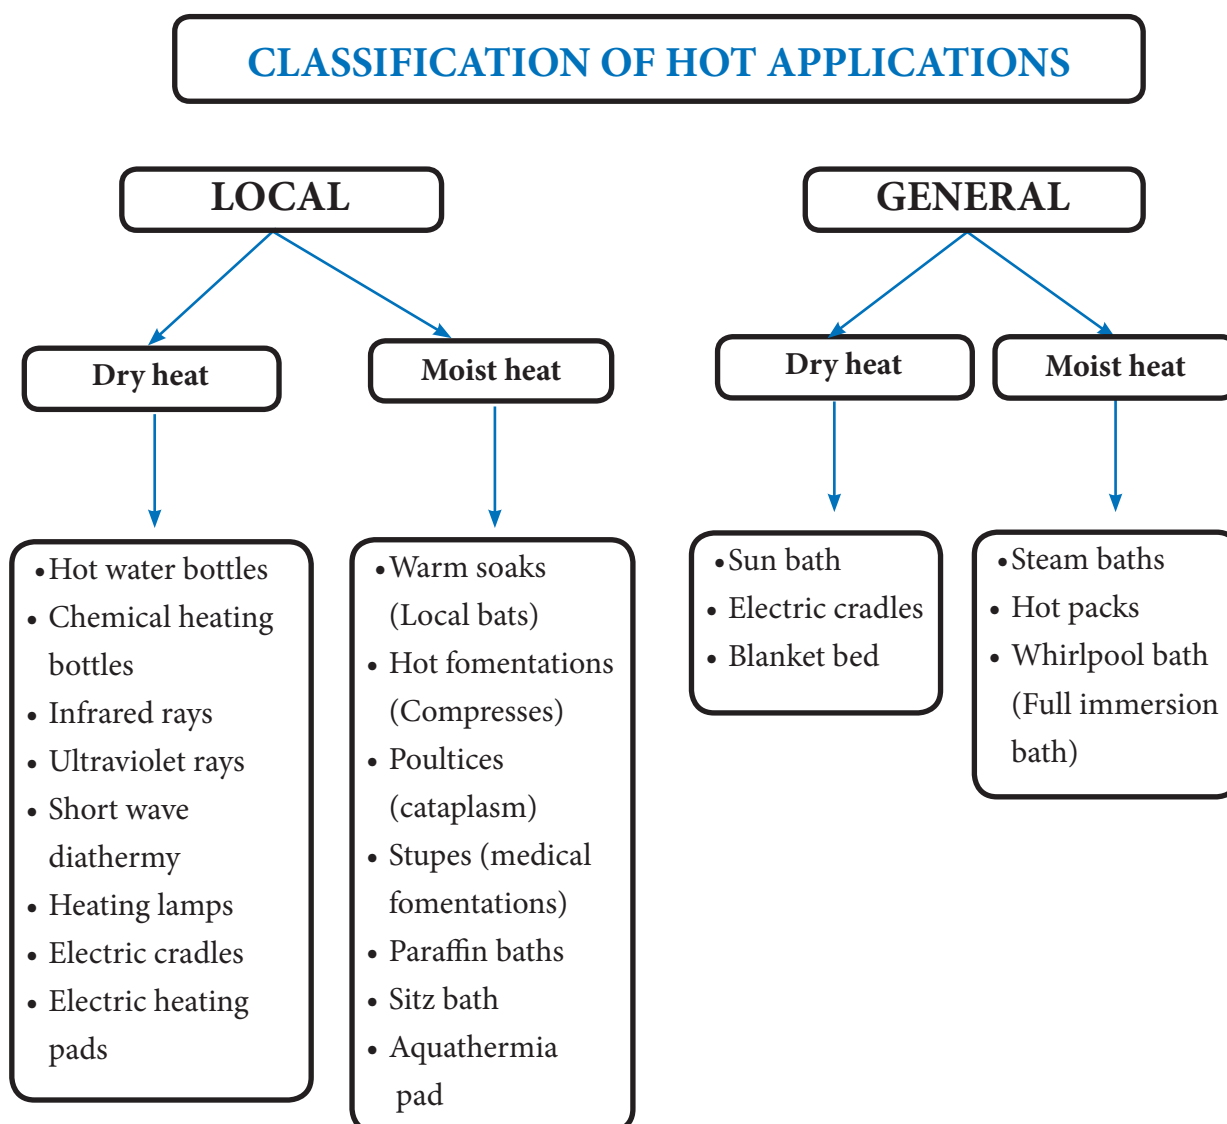 CLASSIFICATION OF HOT APPLICATIONS
LOCAL
Dry heat
•Hot water bottles
• Chemical heating
bottles
• Infrared rays
• Ultraviolet rays
• Short wave
diathermy
• Heating lamps
• Electric cradles
• Electric heating
pads
Moist heat
•Warm soaks
(Local bats)
• Hot fomentations
(Compresses)
• Poultices
(cataplasm)
• Stupes (medical
fomentations)
• Paraffin baths
• Sitz bath
• Aquathermia
pad
GENERAL
Dry heat
•Sun bath
• Electric cradles
• Blanket bed
Moist heat
•Steam baths
• Hot packs
• Whirlpool bath
(Full immersion
bath)